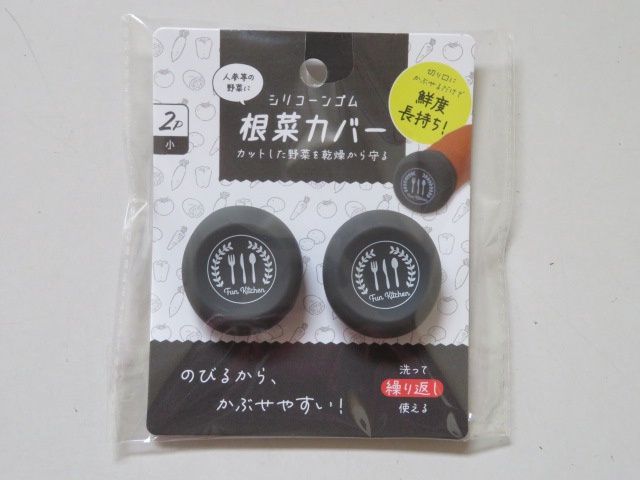 人参等の
野菜に
2P
小
シリコーンゴム
根菜カバー
カットした野菜を乾燥から守る
切り口に
かぶせるだけで
鮮度
長持ち!
Fun Kitchen
Fun Kitchen
のびるから、
かぶせやすい!
洗って
繰り返し
使える